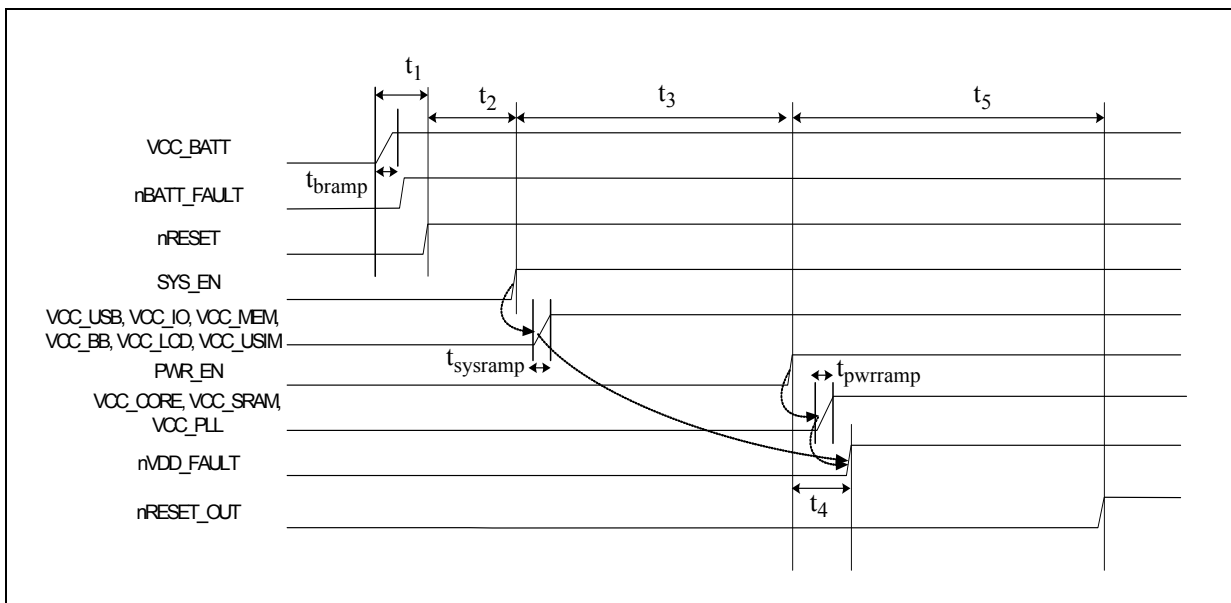 t1
t2
t3
t5
VCC_BATT
tbramp
nBATT_FAULT
nRESET
SYS_EN
VCC_USB, VCC_IO, VCC_MEM,
VCC_BB, VCC_LCD, VCC_USIM
tsysramp
PWR_EN
tpwrramp
VCC_CORE, VCC_SRAM,
VCC_PLL
nVDD_FAULT
t4
nRESET_OUT